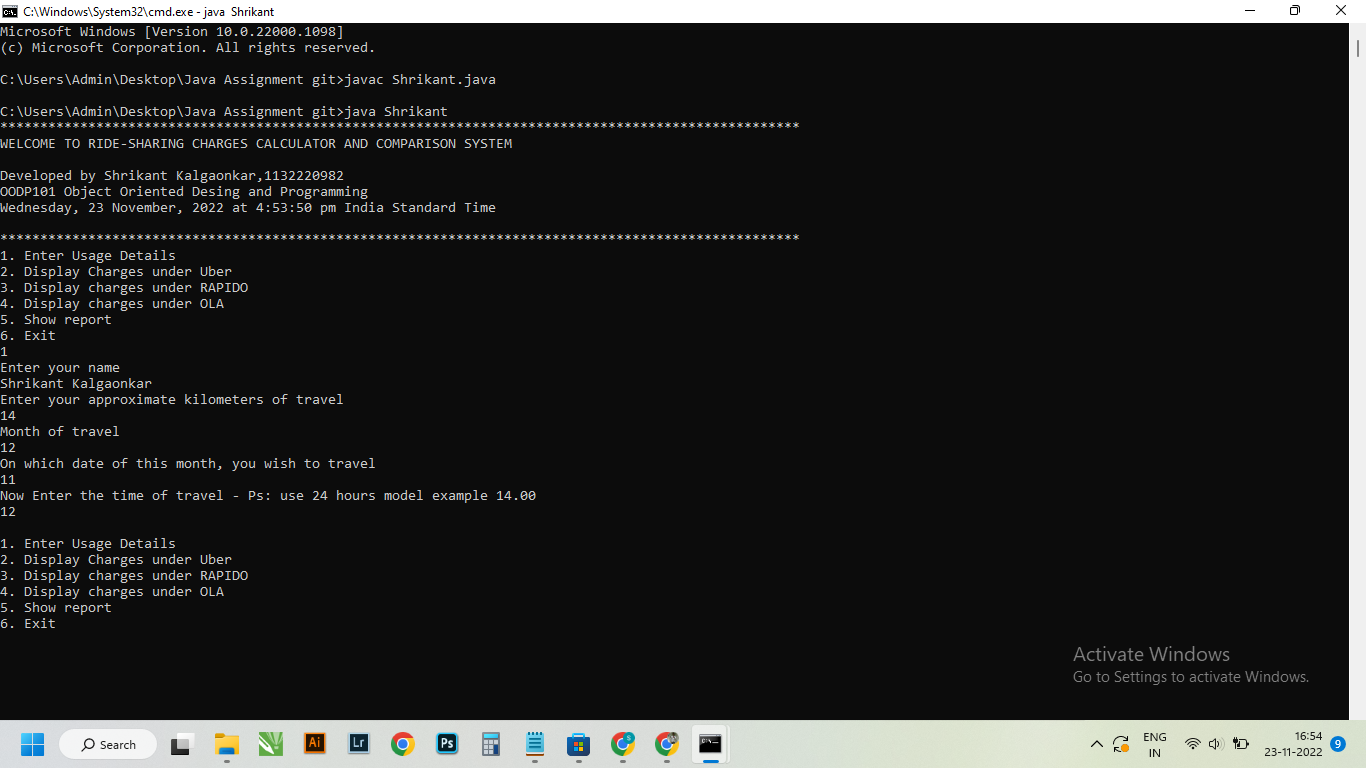 C:\Windows\System32\cmd.exe - java  Shrikant
Microsoft Windows [Version 10.0.22000.1098]
(c) Microsoft Corporation. All rights reserved.
C:\Users\Admin\Desktop\Java Assignment git>javac Shrikant.java
C:\Users\Admin\Desktop\Java Assignment git>java Shrikant
****************************************************************************************************
WELCOME TO RIDE-SHARING CHARGES CALCULATOR AND COMPARISON SYSTEM
Developed by Shrikant Kalgaonkar,1132220982
OODP101 Object Oriented Desing and Programming
Wednesday, 23 November, 2022 at 4:53:50 pm India Standard Time
****************************************************************************************************
1. Enter Usage Details
2. Display Charges under Uber
3. Display charges under RAPIDO
4. Display charges under OLA
5. Show report
6. Exit
1
Enter your name
Shrikant Kalgaonkar
Enter your approximate kilometers of travel
14
Month of travel
12
On which date of this month, you wish to travel
11
Now Enter the time of travel - Ps: use 24 hours model example 14.00
12
1. Enter Usage Details
2. Display Charges under Uber
3. Display charges under RAPIDO
4. Display charges under OLA
5. Show report
6. Exit
Activate Windows
Go to Settings to activate Windows.
Search
Ai
Lr
Ps
ENG
IN
16:54
23-11-2022
9